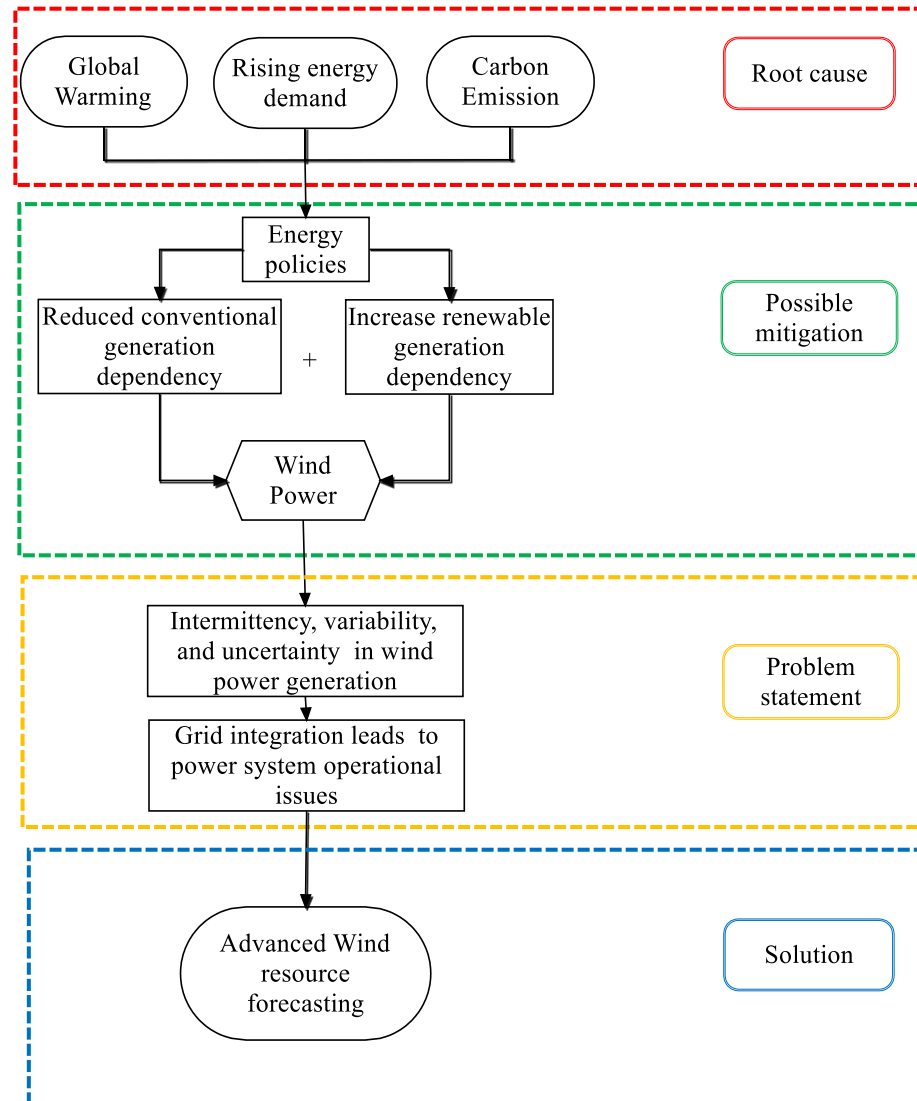 Global
Warming
Rising energy
demand
Carbon
Emission
Root cause
Energy
policies
Reduced conventional
generation
dependency
+
Increase renewable
generation
dependency
Possible
mitigation
Wind
Power
Intermittency, variability,
and uncertainty in wind
power generation
Problem
statement
Grid integration leads to
power system operational
issues
Advanced Wind
resource
forecasting
Solution